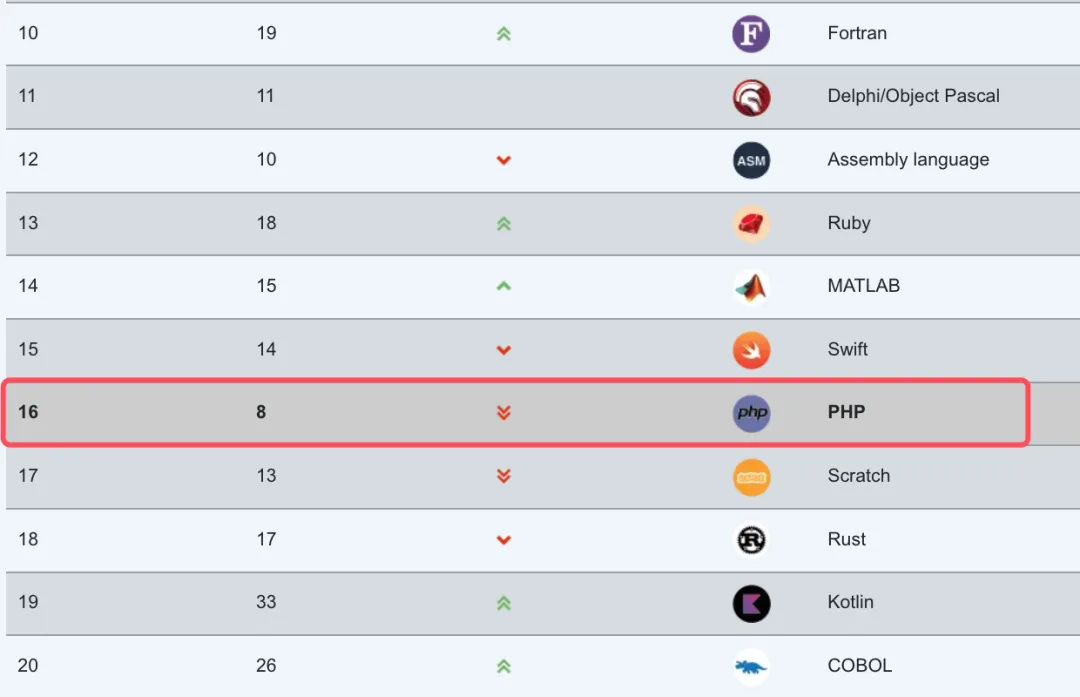 10 19 F Fortran
11 11 Delphi/Object Pascal
12 10 ASM Assembly language
13 18 Ruby
14 15 MATLAB
15 14 Swift
16 8 php PHP
17 13 Scratch
18 17 R Rust
19 33 Kotlin
20 26 COBOL